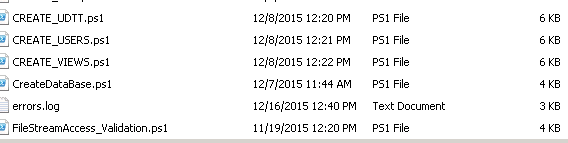 CREATE_UDTT.ps1 12/8/2015 12:20 PM PS1 File 6 KB
CREATE_USERS.ps1 12/8/2015 12:21 PM PS1 File 6 KB
CREATE_VIEWS.ps1 12/8/2015 12:22 PM PS1 File 6 KB
CreateDataBase.ps1 12/7/2015 11:44 AM PS1 File 4 KB
errors.log 12/16/2015 12:40 PM Text Document 3 KB
FileStreamAccess_Validation.ps1 11/19/2015 12:20 PM PS1 File 4 KB